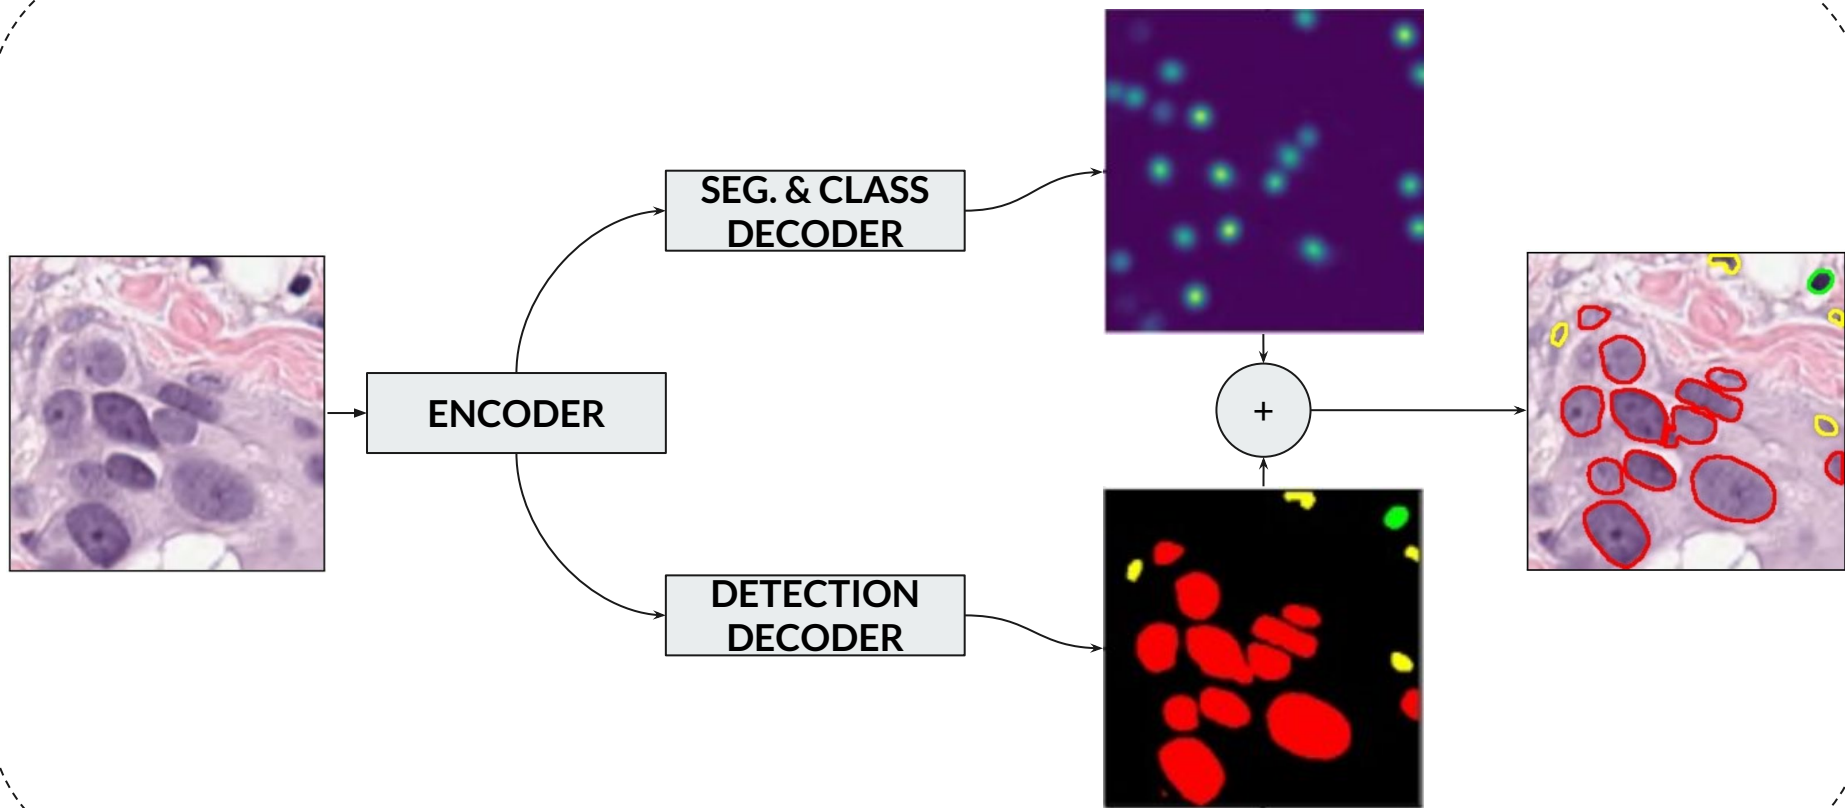 SEG. & CLASS
DECODER
ENCODER
+
DETECTION
DECODER